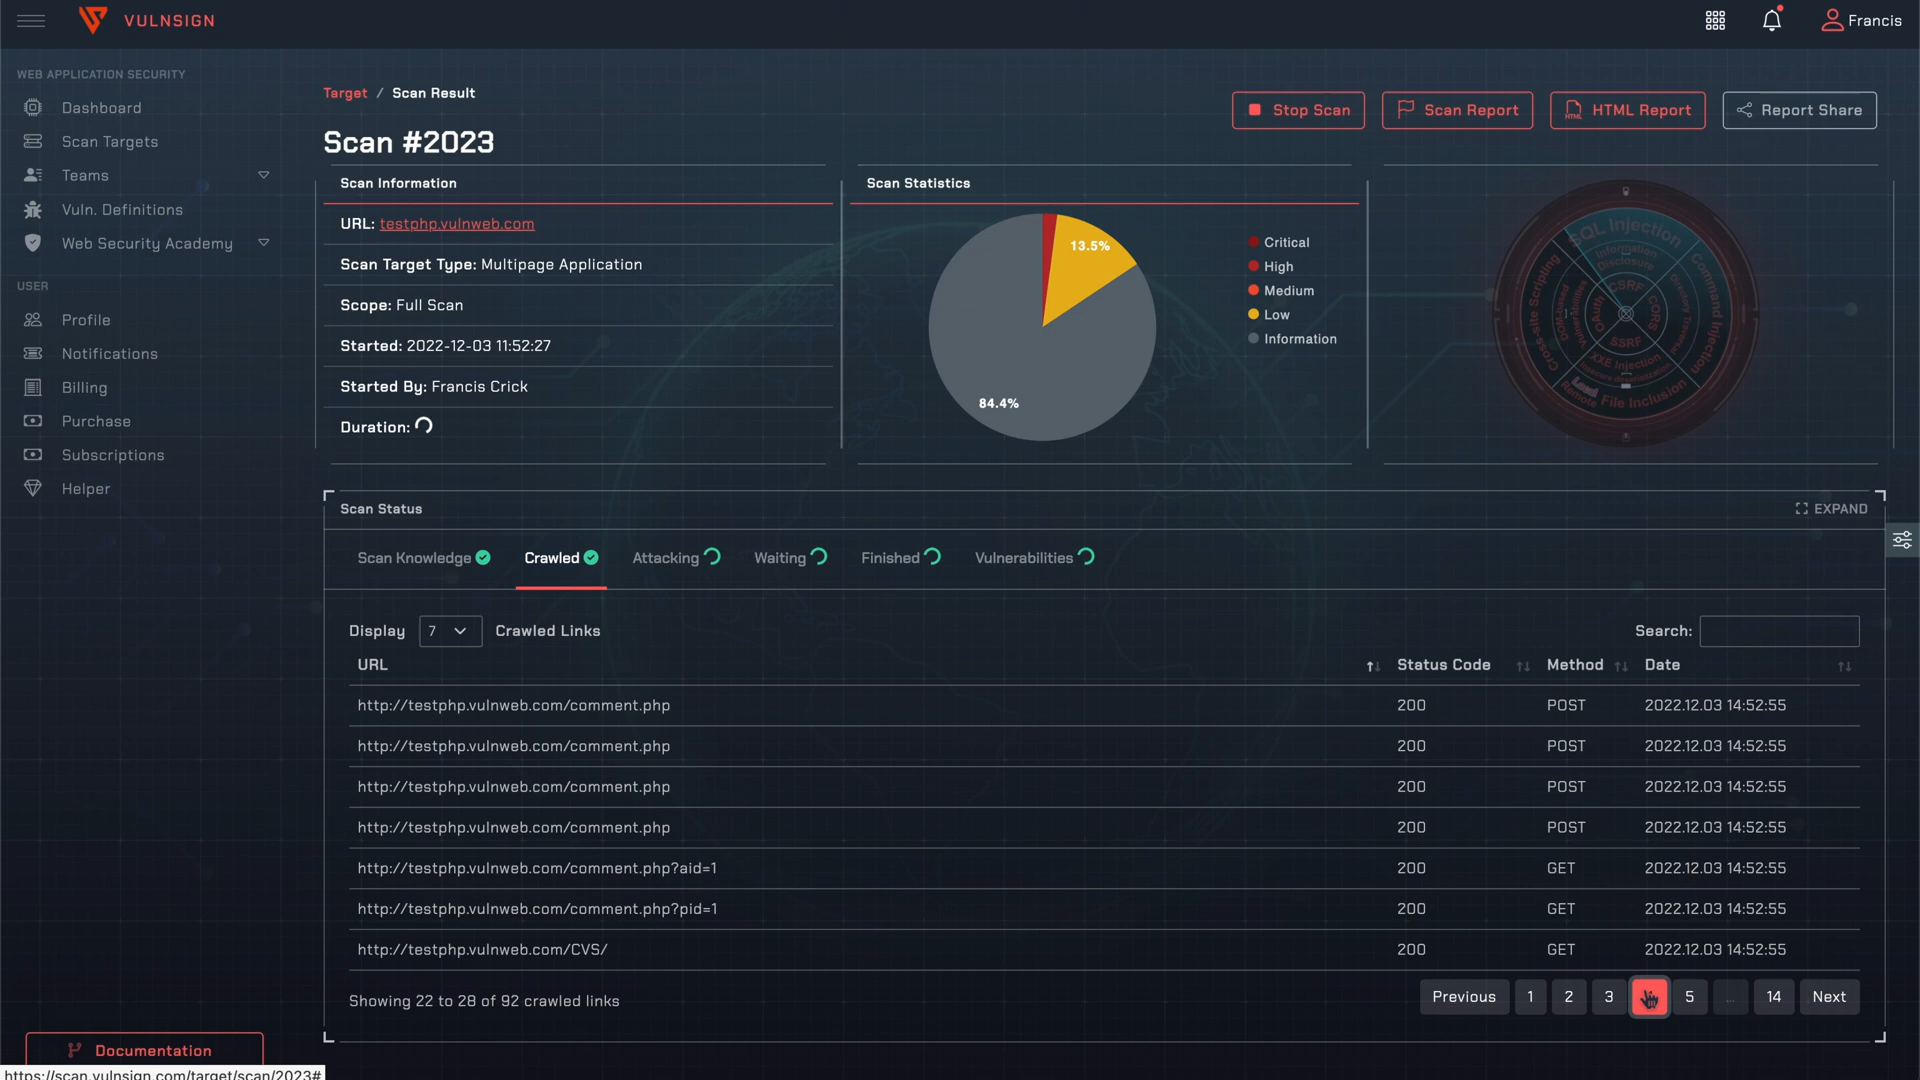 VULNSIGN
Francis
WEB APPLICATION SECURITY
Dashboard
Scan Targets
Teams
Vuln. Definitions
Web Security Academy
USER
Profile
Notifications
Billing
Purchase
Subscriptions
Helper
Documentation
https://scan.vulnsign.com/target/scan/2023#
Target / Scan Result
Stop Scan
Scan Report
HTML
HTML Report
Report Share
Scan #2023
Scan Information
URL: testphp.vulnweb.com
Scan Target Type: Multipage Application
Scope: Full Scan
Started: 2022-12-03 11:52:27
Started By: Francis Crick
Duration:
Scan Statistics
13.5%
84.4%
Critical
High
Medium
Low
Information
SQL Injection
Information Disclosure
Cross-site Scripting
Command Injection
DOM-based Vulnerabilities
Directory Traversal
CSRF
OAuth
CORS
SSRF
XXE Injection
Insecure deserialization
Local
Remote File Inclusion
Scan Status
EXPAND
Scan Knowledge
Crawled
Attacking
Waiting
Finished
Vulnerabilities
Display 7 Crawled Links
Search:
URL Status Code Method Date
http://testphp.vulnweb.com/comment.php 200 POST 2022.12.03 14:52:55
http://testphp.vulnweb.com/comment.php 200 POST 2022.12.03 14:52:55
http://testphp.vulnweb.com/comment.php 200 POST 2022.12.03 14:52:55
http://testphp.vulnweb.com/comment.php 200 POST 2022.12.03 14:52:55
http://testphp.vulnweb.com/comment.php?aid=1 200 GET 2022.12.03 14:52:55
http://testphp.vulnweb.com/comment.php?pid=1 200 GET 2022.12.03 14:52:55
http://testphp.vulnweb.com/CVS/ 200 GET 2022.12.03 14:52:55
Showing 22 to 28 of 92 crawled links
Previous 1 2 3 5 ... 14 Next